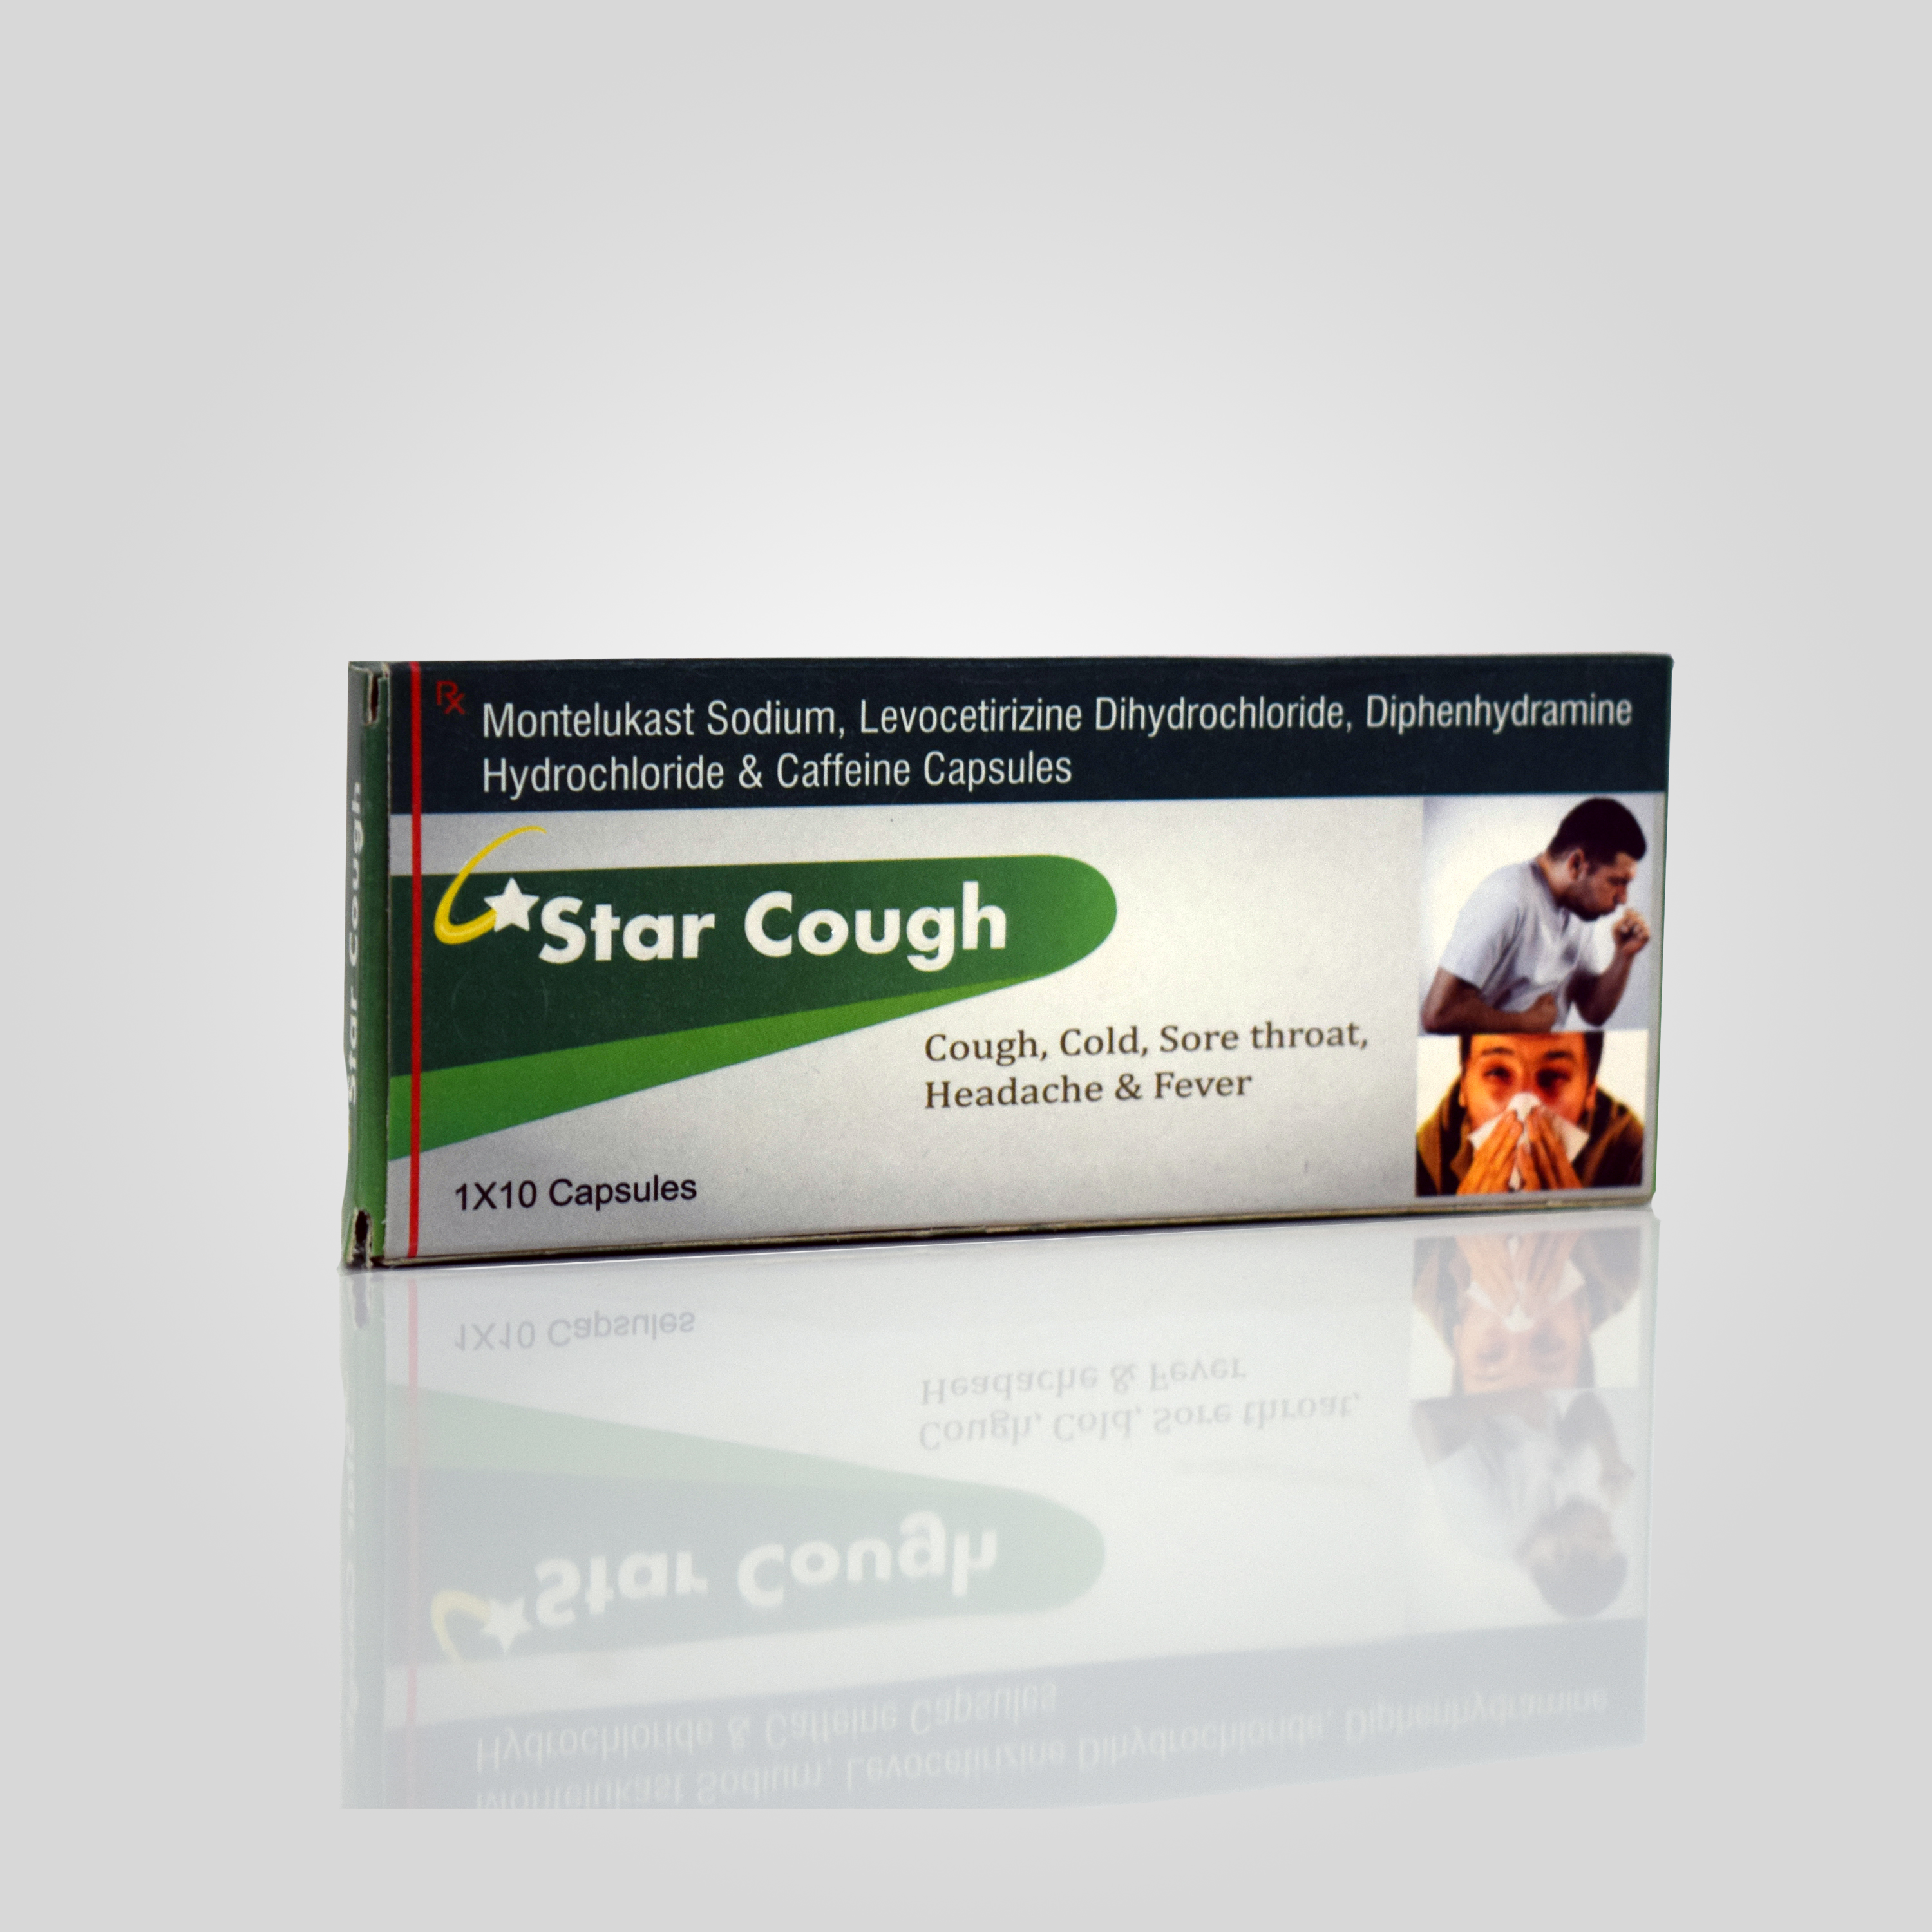 Rx
Montelukast Sodium, Levocetirizine Dihydrochloride, Diphenhydramine
Hydrochloride & Caffeine Capsules
Star Cough
Star Cough
Cough, Cold, Sore throat,
Headache & Fever
1X10 Capsules